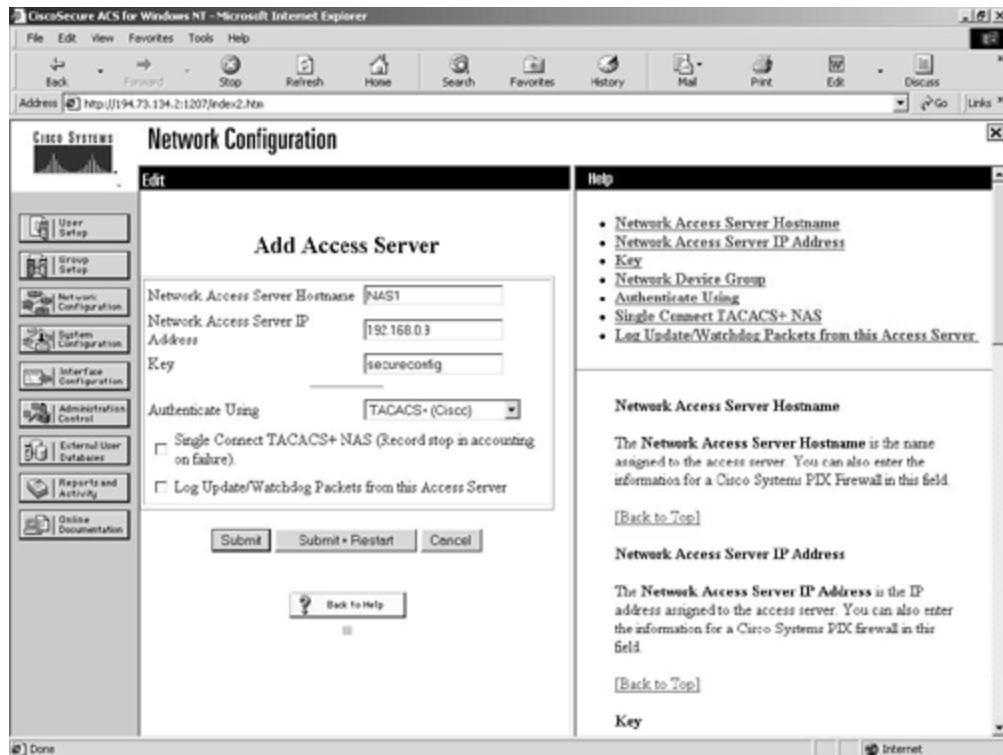 CiscoSecure ACS for Windows NT - Microsoft Internet Explorer
File Edit View Favorites Tools Help
Back Forward Stop Refresh Home Search Favorites History Mail Print Edit Discuss
Address http://194.73.134.2:1207/index2.htm Go Links
CISCO SYSTEMS
Network Configuration
Edit
User Setup
Group Setup
Network Configuration
System Configuration
Interface Configuration
Administration Control
External User Databases
Reports and Activity
Online Documentation
Add Access Server
Network Access Server Hostname NAS1
Network Access Server IP
Address
192.168.0.3
Key secureconfig
Authenticate Using TACACS+ (Cisco)
Single Connect TACACS+ NAS (Record stop in accounting
on failure).
Log Update/Watchdog Packets from this Access Server
Submit Submit + Restart Cancel
? Back to Help
Help
• Network Access Server Hostname
• Network Access Server IP Address
• Key
• Network Device Group
• Authenticate Using
• Single Connect TACACS+ NAS
• Log Update/Watchdog Packets from this Access Server
Network Access Server Hostname
The Network Access Server Hostname is the name
assigned to the access server. You can also enter the
information for a Cisco Systems PIX Firewall in this field.
[Back to Top]
Network Access Server IP Address
The Network Access Server IP Address is the IP
address assigned to the access server. You can also enter
the information for a Cisco Systems PIX firewall in this
field.
[Back to Top]
Key
Done
Internet